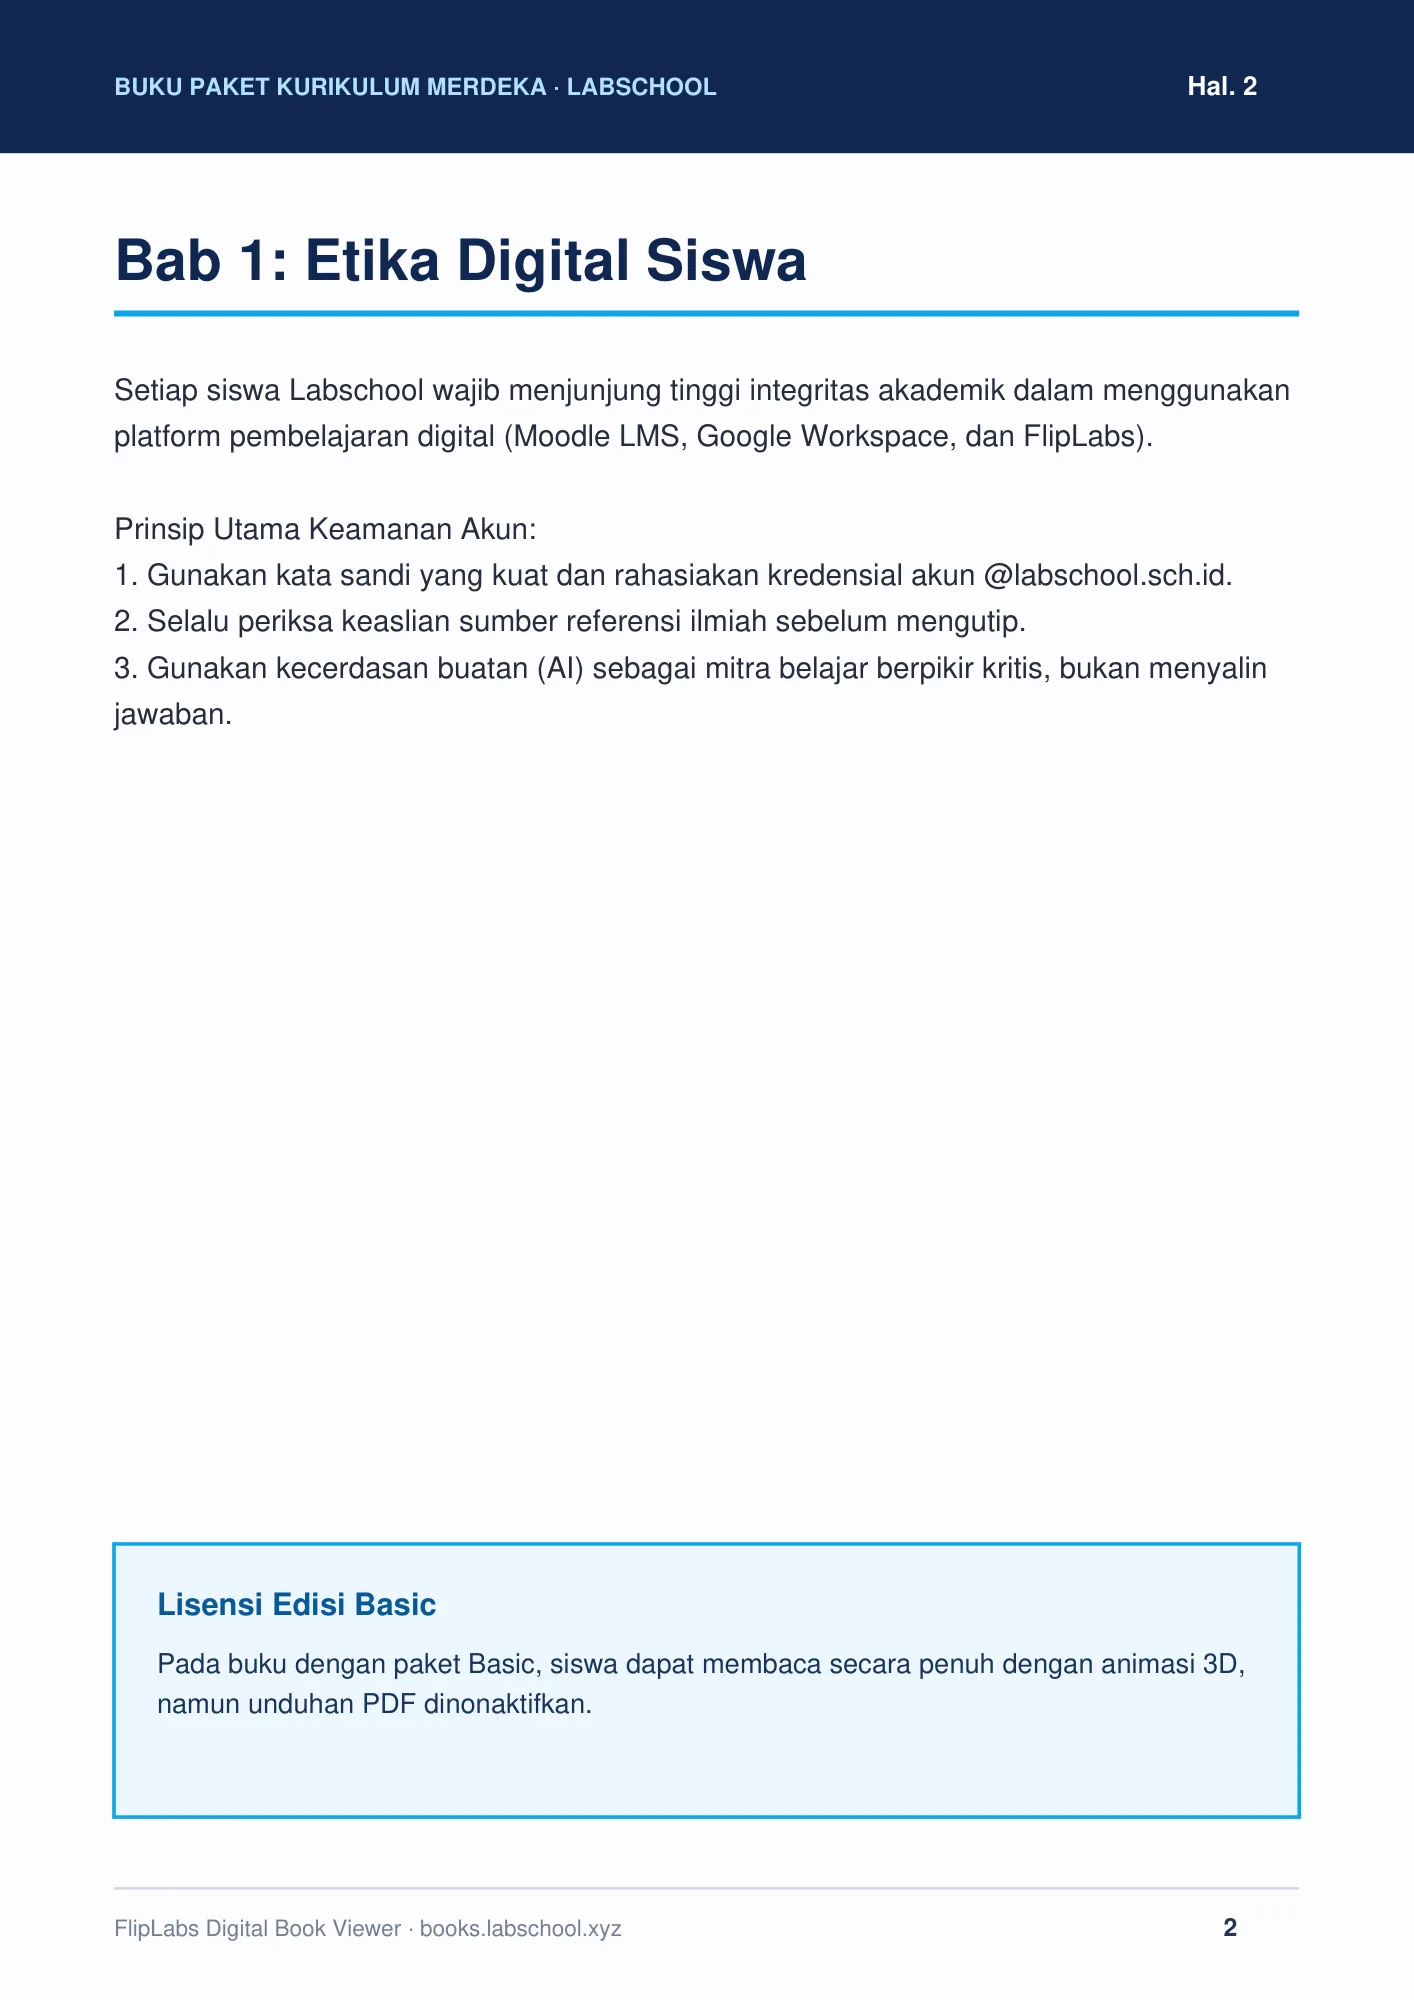 BUKU PAKET KURIKULUM MERDEKA · LABSCHOOL
Hal. 2
Bab 1: Etika Digital Siswa
Setiap siswa Labschool wajib menjunjung tinggi integritas akademik dalam menggunakan
platform pembelajaran digital (Moodle LMS, Google Workspace, dan FlipLabs).
Prinsip Utama Keamanan Akun:
1. Gunakan kata sandi yang kuat dan rahasiakan kredensial akun @labschool.sch.id.
2. Selalu periksa keaslian sumber referensi ilmiah sebelum mengutip.
3. Gunakan kecerdasan buatan (AI) sebagai mitra belajar berpikir kritis, bukan menyalin
jawaban.
Lisensi Edisi Basic
Pada buku dengan paket Basic, siswa dapat membaca secara penuh dengan animasi 3D,
namun unduhan PDF dinonaktifkan.
FlipLabs Digital Book Viewer · books.labschool.xyz
2